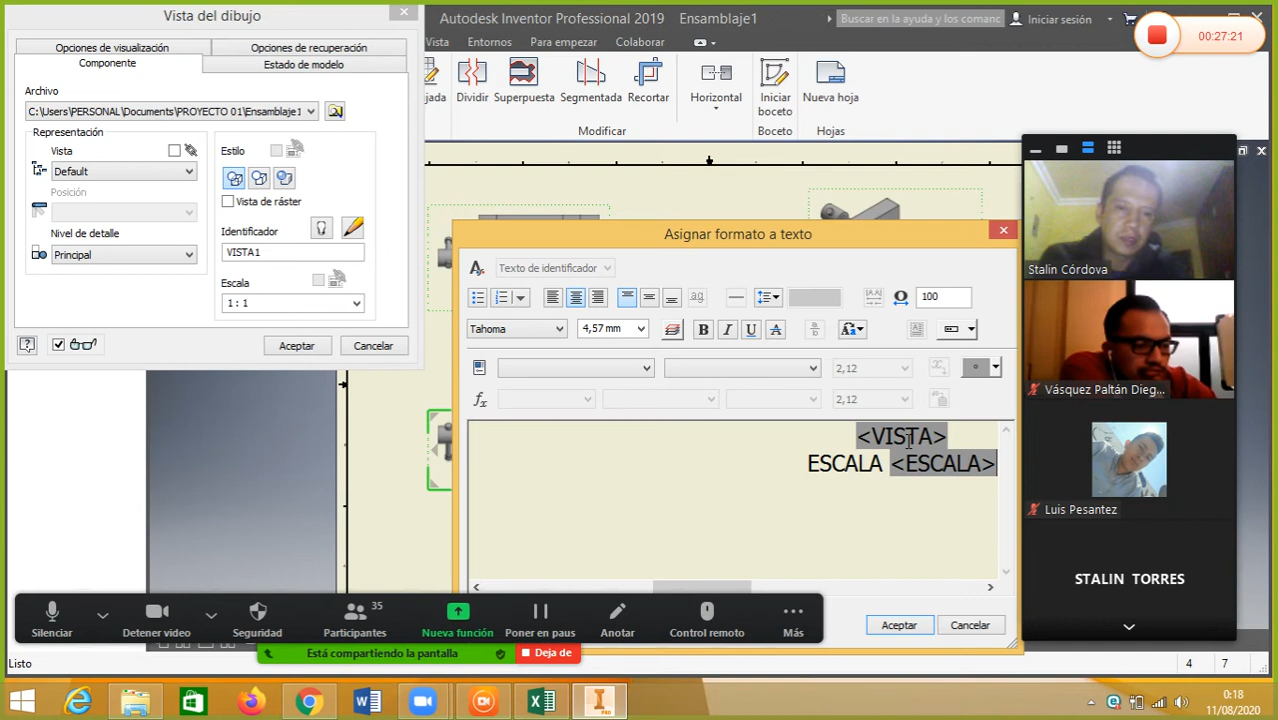 Vista del dibujo
Autodesk Inventor Professional 2019 Ensamblaje1
Buscar en la ayuda y los comanc
Iniciar sesión
00:27:21
Opciones de visualización
Opciones de recuperación
Componente
Estado de modelo
Vista Entornos Para empezar Colaborar
Archivo
C:\Users\PERSONAL\Documents\PROYECTO 01\Ensamblaje1
jada
Dividir
Superpuesta
Segmentada
Recortar
Horizontal
Iniciar
boceto
Nueva hoja
Modificar
Boceto
Hojas
Representación
Vista
Default
Posición
Nivel de detalle
Principal
Estilo
Vista de ráster
Identificador
VISTA1
Escala
1 : 1
Aceptar
Cancelar
Asignar formato a texto
Texto de identificador
100
Tahoma
4,57 mm
B I U A
2,12
2,12
<VISTA>
ESCALA <ESCALA>
Aceptar
Cancelar
Stalin Córdova
Vásquez Paltán Dieg...
Luis Pesantez
STALIN TORRES
Silenciar
Detener video
Seguridad
35
Participantes
Nueva función
Poner en paus
Anotar
Control remoto
Más
Está compartiendo la pantalla
Deja de
Listo
4
7
0:18
11/08/2020